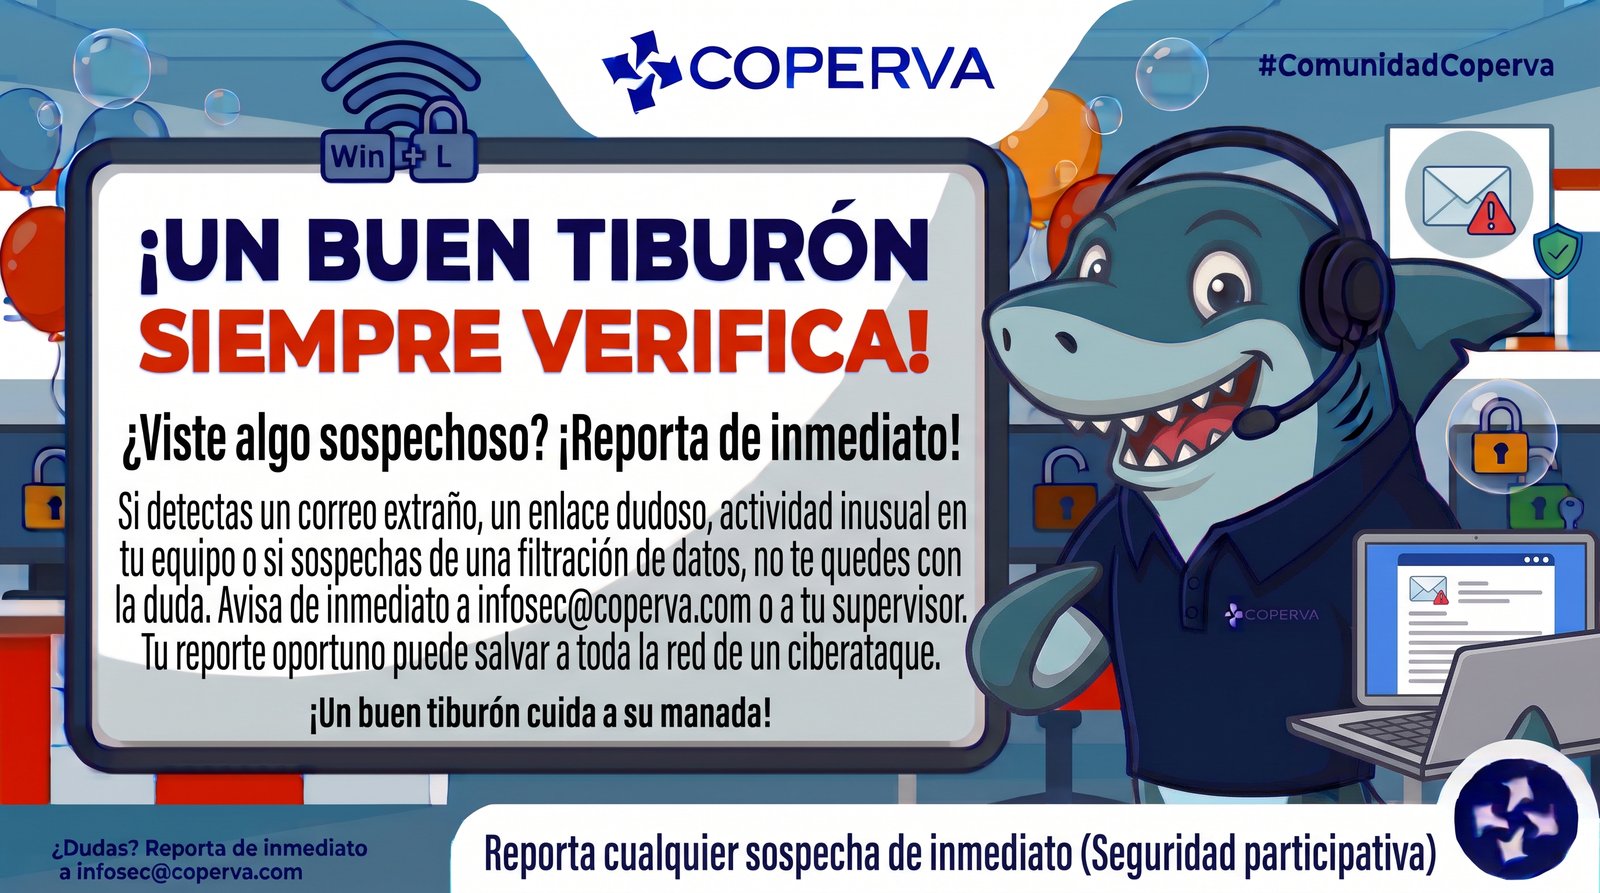 COPERVA
#ComunidadCoperva
Win + L
¡UN BUEN TIBURÓN
SIEMPRE VERIFICA!
¿Viste algo sospechoso? ¡Reporta de inmediato!
Si detectas un correo extraño, un enlace dudoso, actividad inusual en
tu equipo o si sospechas de una filtración de datos, no te quedes con
la duda. Avisa de inmediato a infosec@coperva.com o a tu supervisor.
Tu reporte oportuno puede salvar a toda la red de un ciberataque.
¡Un buen tiburón cuida a su manada!
COPERVA
¿Dudas? Reporta de inmediato
a infosec@coperva.com
Reporta cualquier sospecha de inmediato (Seguridad participativa)